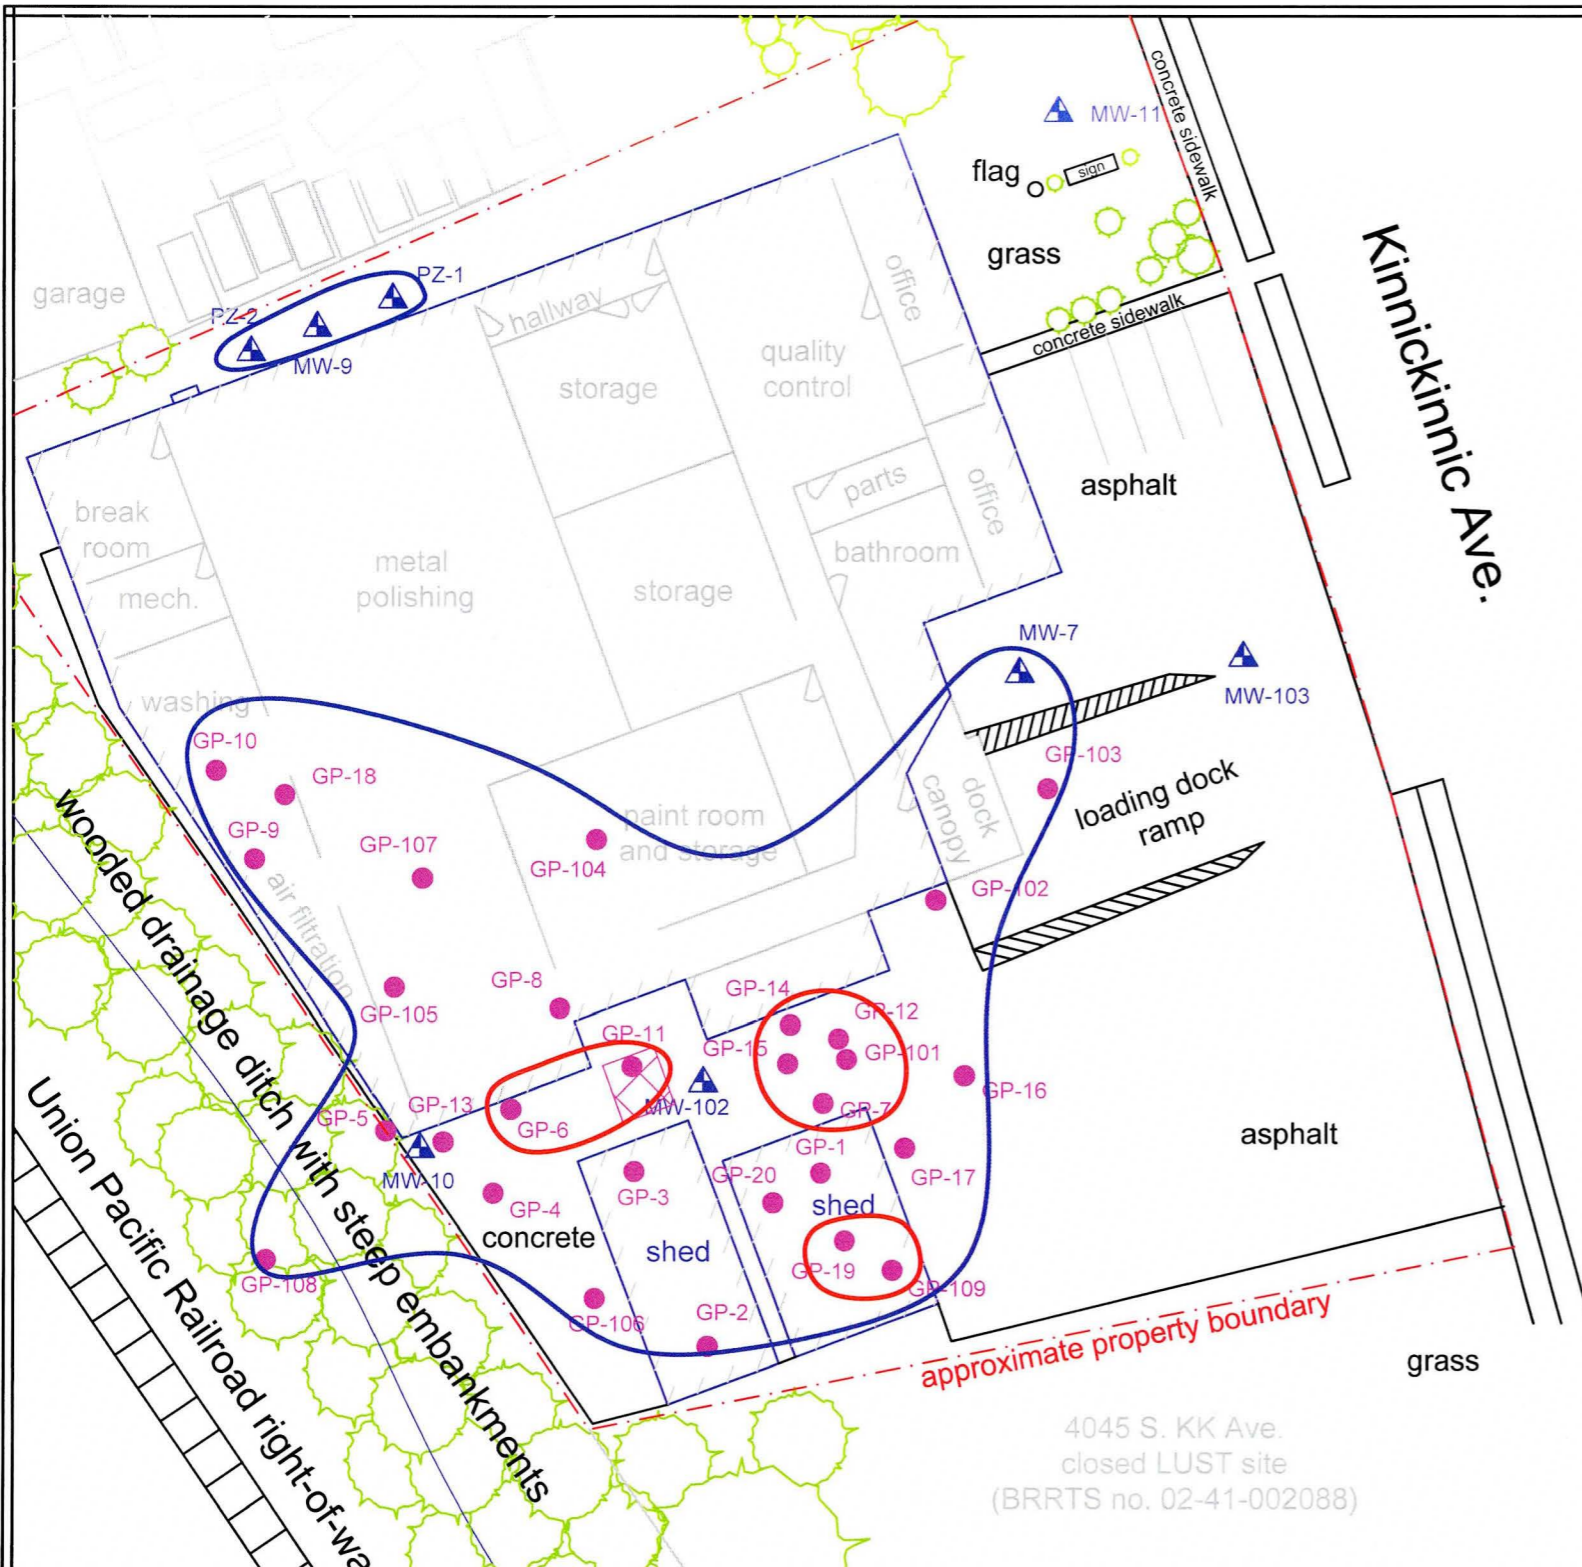 concrete sidewalk
MW-11
flag
sign
grass
Kinnickinnic Ave.
garage
PZ-1
PZ-2
MW-9
hallway
office
concrete sidewalk
storage
quality
control
parts
office
asphalt
break
room
metal
polishing
bathroom
mech.
storage
MW-7
MW-103
washing
GP-10
GP-18
GP-103
dock
canopy
loading dock
ramp
paint room
and storage
GP-9
GP-107
GP-104
air filtration
GP-102
wooded drainage ditch with steep embankments
GP-8
GP-14
GP-12
GP-105
GP-11
GP-15
GP-101
GP-16
MW-102
GP-7
GP-5
GP-13
GP-6
asphalt
GP-1
MW-10
GP-3
GP-20
GP-17
GP-4
shed
concrete
shed
GP-19
GP-109
GP-108
GP-106
GP-2
Union Pacific Railroad right-of-wa
approximate property boundary
grass
4045 S. KK Ave.
closed LUST site
(BRRTS no. 02-41-002088)